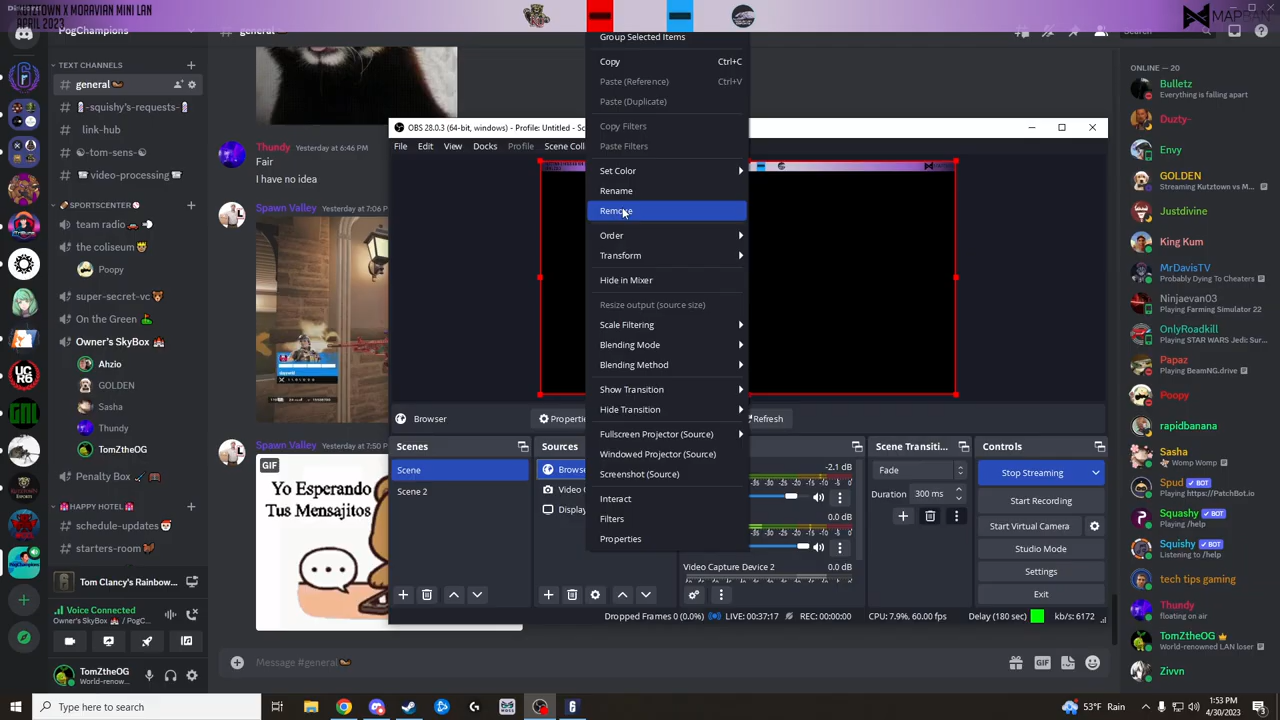 KUTZTOWN X MORAVIAN MINI LAN
APRIL 2023
MAPBAN
PogChampions
TEXT CHANNELS
general
-squishy's-requests
link-hub
-tom-sens-
video-processing
SPORTSCENTER
team radio
the coliseum
Poopy
super-secret-vc
On the Green
Owner's SkyBox
Ahzio
GOLDEN
Sasha
Thundy
TomZTheOG
Penalty Box
HAPPY HOTEL
schedule-updates
starters-room
Tom Clancy's Rainbow...
Voice Connected
Owner's SkyBox / PogC...
TomZtheOG
World-renow...
general
Search
Thundy Yesterday at 6:46 PM
Fair
I have no idea
Spawn Valley Yesterday at 7:06 P
Spawn Valley Yesterday at 7:50 P
GIF
Yo Esperando
Tus Mensajitos
Message #general
OBS 28.0.3 (64-bit, windows) - Profile: Untitled - Sc
File Edit View Docks Profile Scene Coll
Group Selected Items
Copy Ctrl+C
Paste (Reference) Ctrl+V
Paste (Duplicate)
Copy Filters
Paste Filters
Set Color
Rename
Remove
Order
Transform
Hide in Mixer
Resize output (source size)
Scale Filtering
Blending Mode
Blending Method
Show Transition
Hide Transition
Fullscreen Projector (Source)
Windowed Projector (Source)
Screenshot (Source)
Interact
Filters
Properties
Browser Properti Refresh
Scenes
Scene
Scene 2
Sources
Browse
Video C
Display
-2.1 dB
0.0 dB
Video Capture Device 2 0.0 dB
Scene Transiti...
Fade
Duration 300 ms
Controls
Stop Streaming
Start Recording
Start Virtual Camera
Studio Mode
Settings
Exit
Dropped Frames 0 (0.0%) LIVE: 00:37:17 REC: 00:00:00 CPU: 7.9%, 60.00 fps Delay (180 sec) kb/s: 6172
ONLINE — 20
Bulletz
Everything is falling apart
Duzty-
Envy
GOLDEN
Streaming Kutztown vs M...
Justdivine
King Kum
MrDavisTV
Probably Dying To Cheaters
Ninjaevan03
Playing Farming Simulator 22
OnlyRoadkill
Playing STAR WARS Jedi: Sur...
Papaz
Playing BeamNG.drive
Poopy
rapidbanana
Sasha
Womp Womp
Spud BOT
Playing https://PatchBot.io
Squashy BOT
Playing /help
Squishy BOT
Listening to /help
tech tips gaming
Thundy
floating on air
TomZtheOG
World-renowned LAN loser
Zivvn
Type here to search
53°F Rain
1:53 PM
4/30/2023